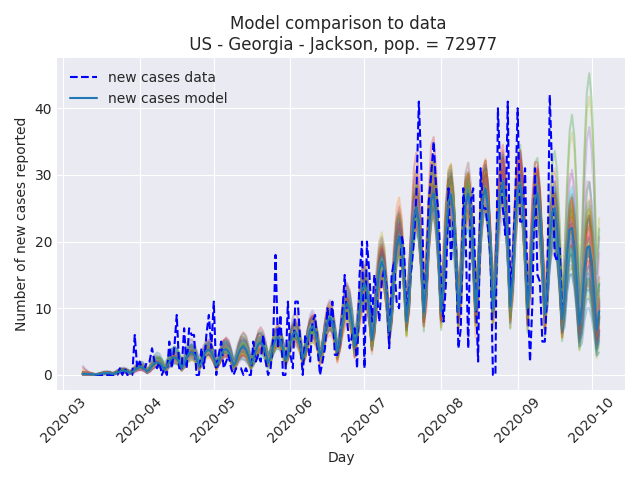 Model comparison to data
US - Georgia - Jackson, pop. = 72977
new cases data
new cases model
Number of new cases reported
40
30
20
10
0
2020-03
2020-04
2020-05
2020-06
2020-07
2020-08
2020-09
2020-10
Day